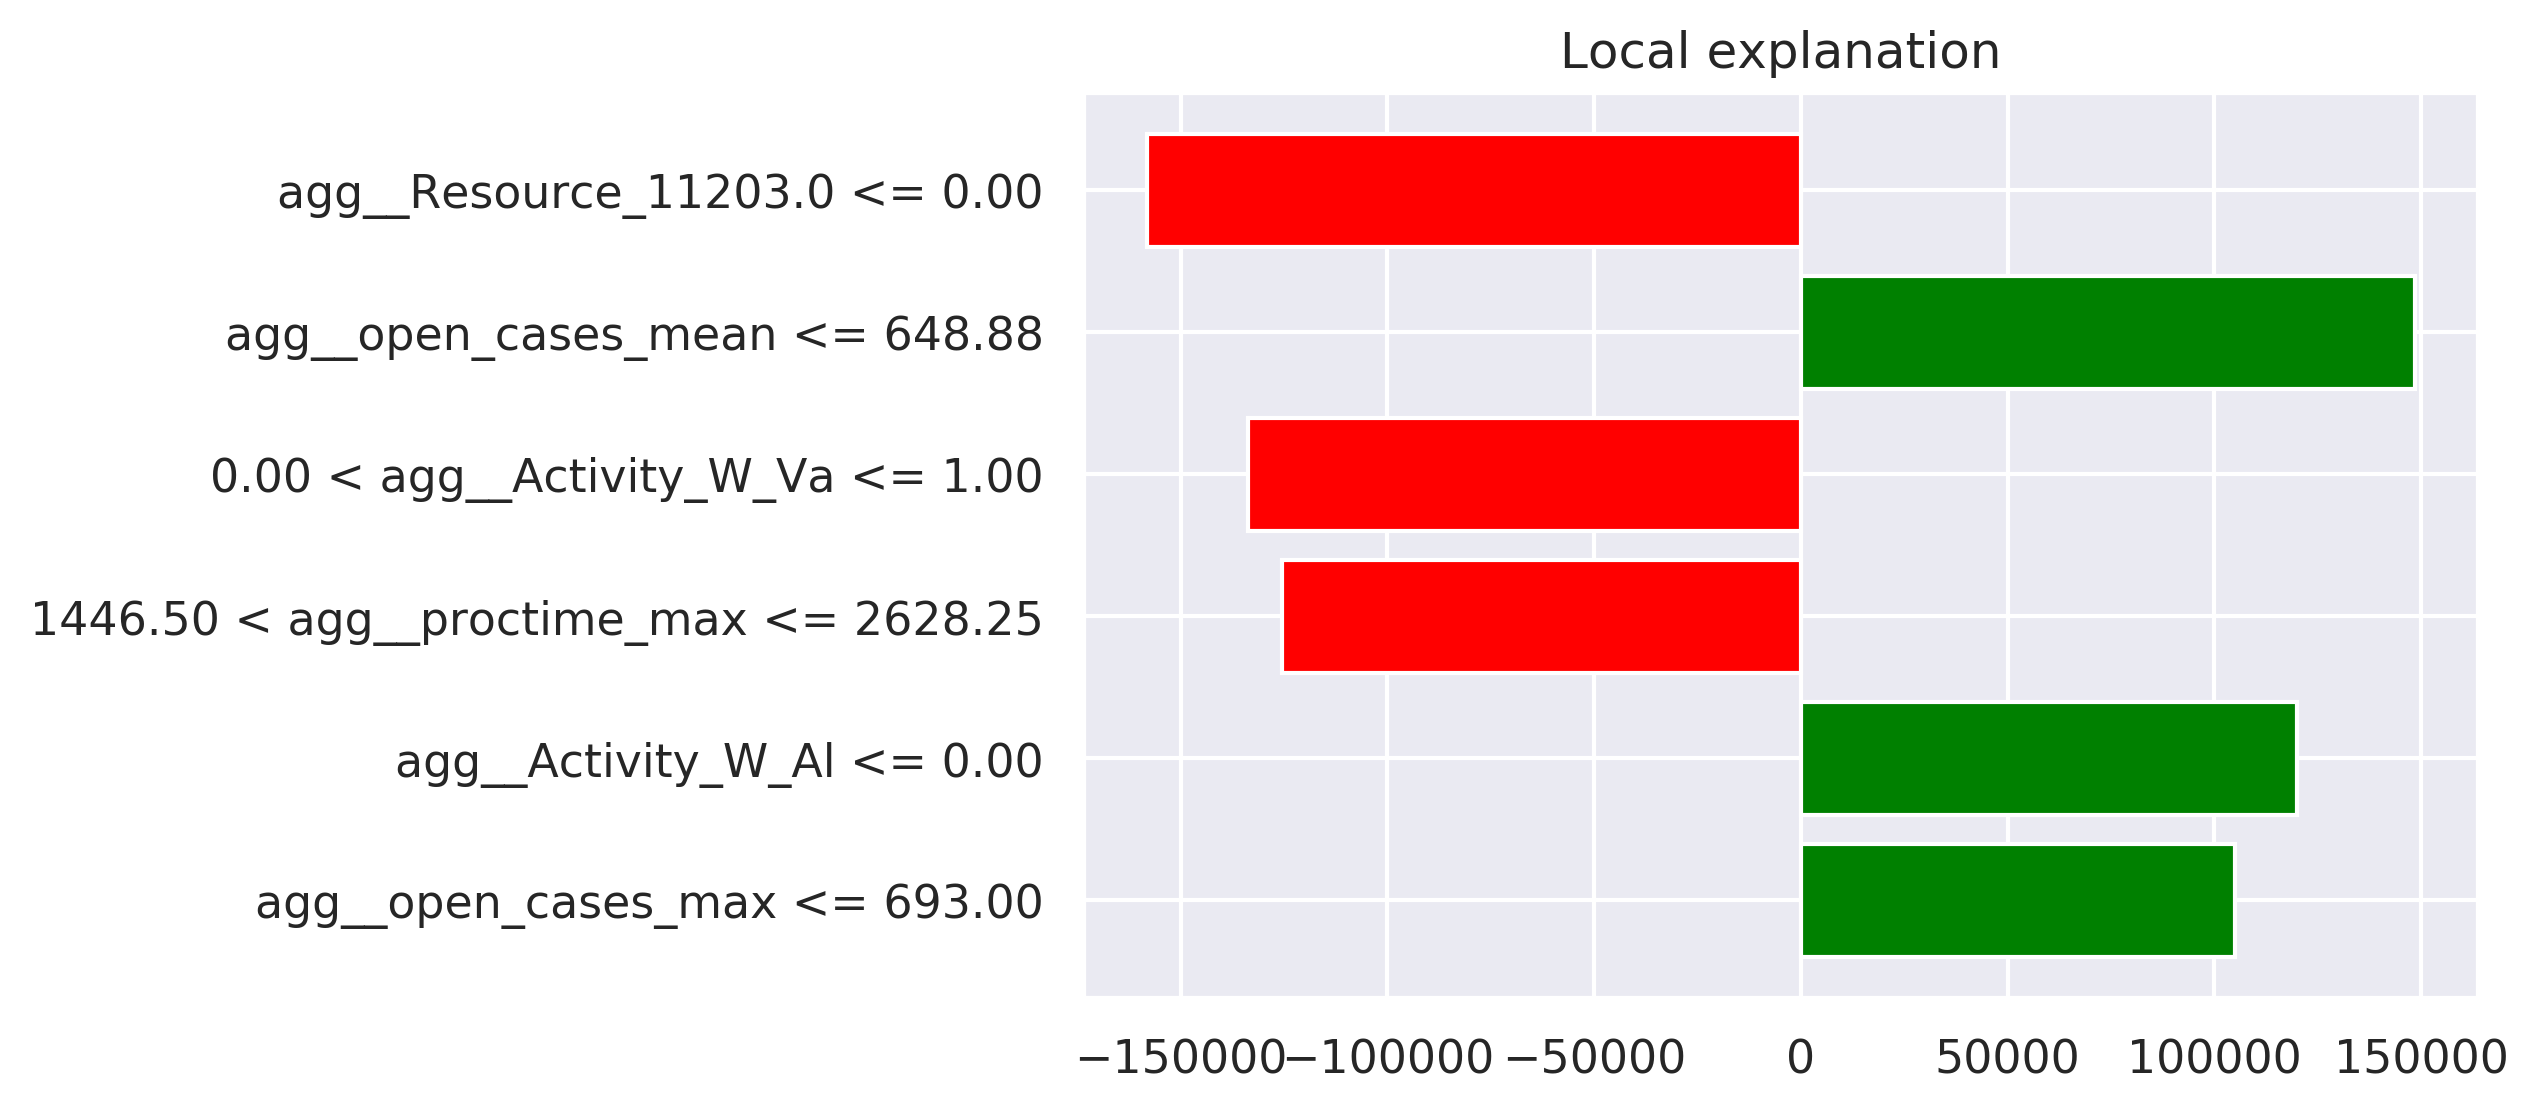 Local explanation
agg__Resource_11203.0 <= 0.00
agg__open_cases_mean <= 648.88
0.00 < agg__Activity_W_Va <= 1.00
1446.50 < agg__proctime_max <= 2628.25
agg__Activity_W_Al <= 0.00
agg__open_cases_max <= 693.00
−150000 −100000 −50000 0 50000 100000 150000